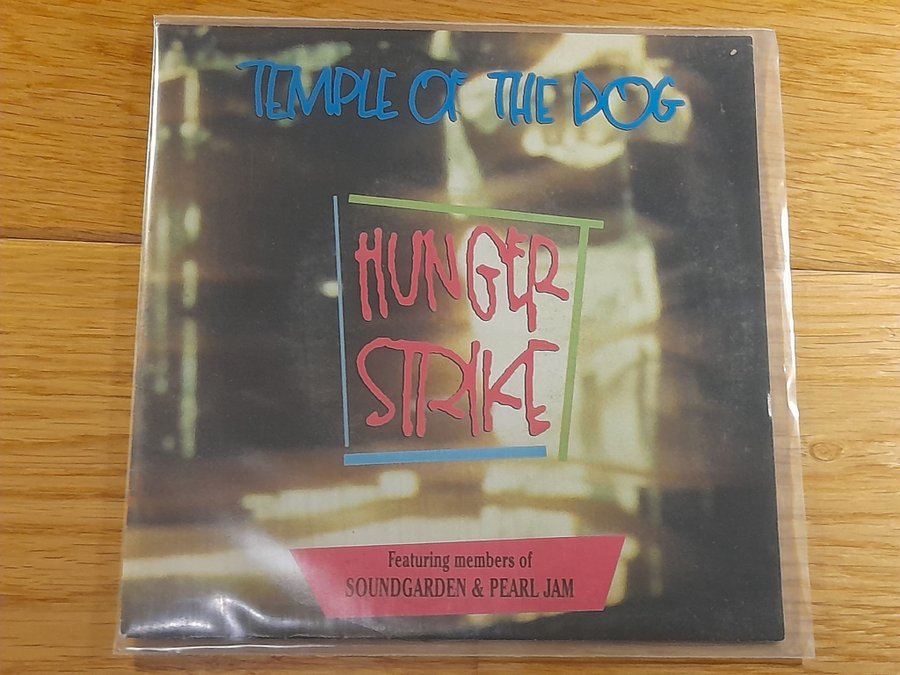 TEMPLE OF THE DOG
HUNGER
STRIKE
Featuring members of
SOUNDGARDEN & PEARL JAM